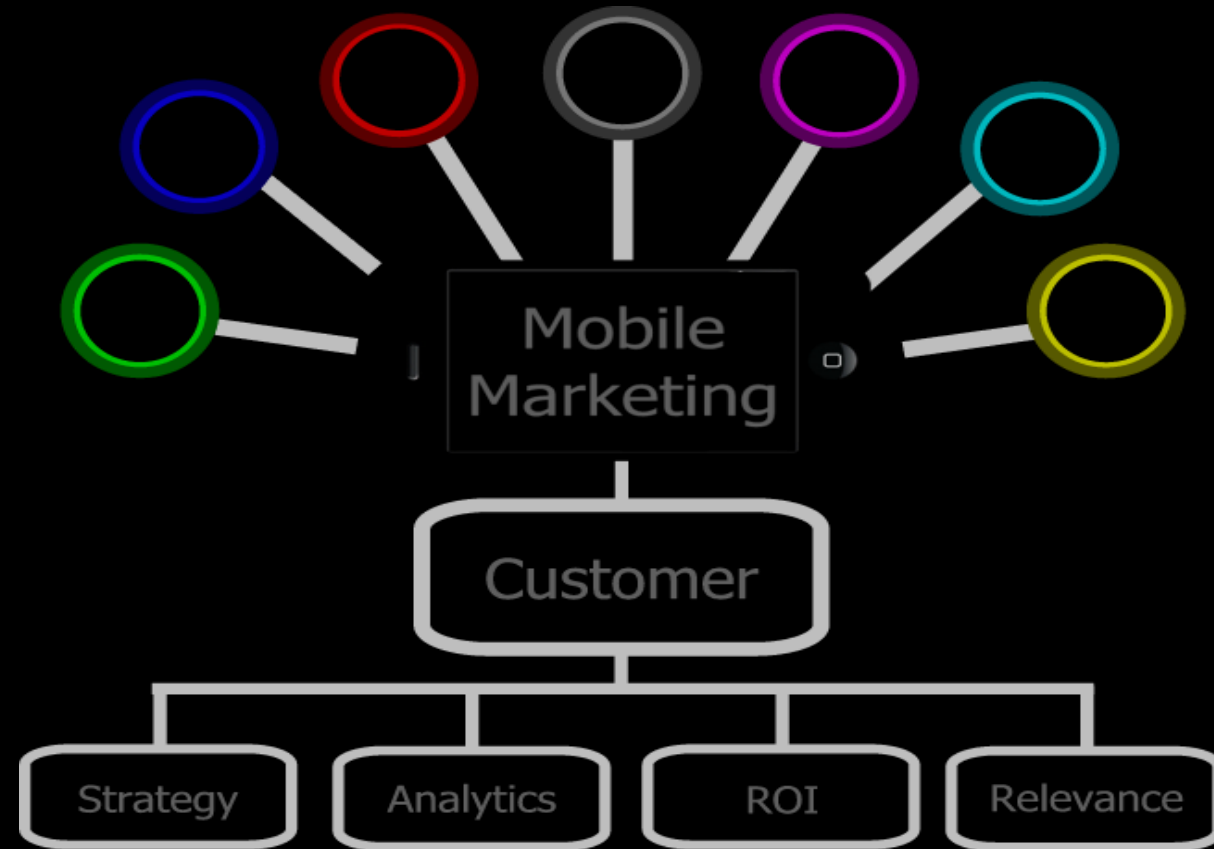 Mobile
Marketing
Customer
Strategy
Analytics
ROI
Relevance